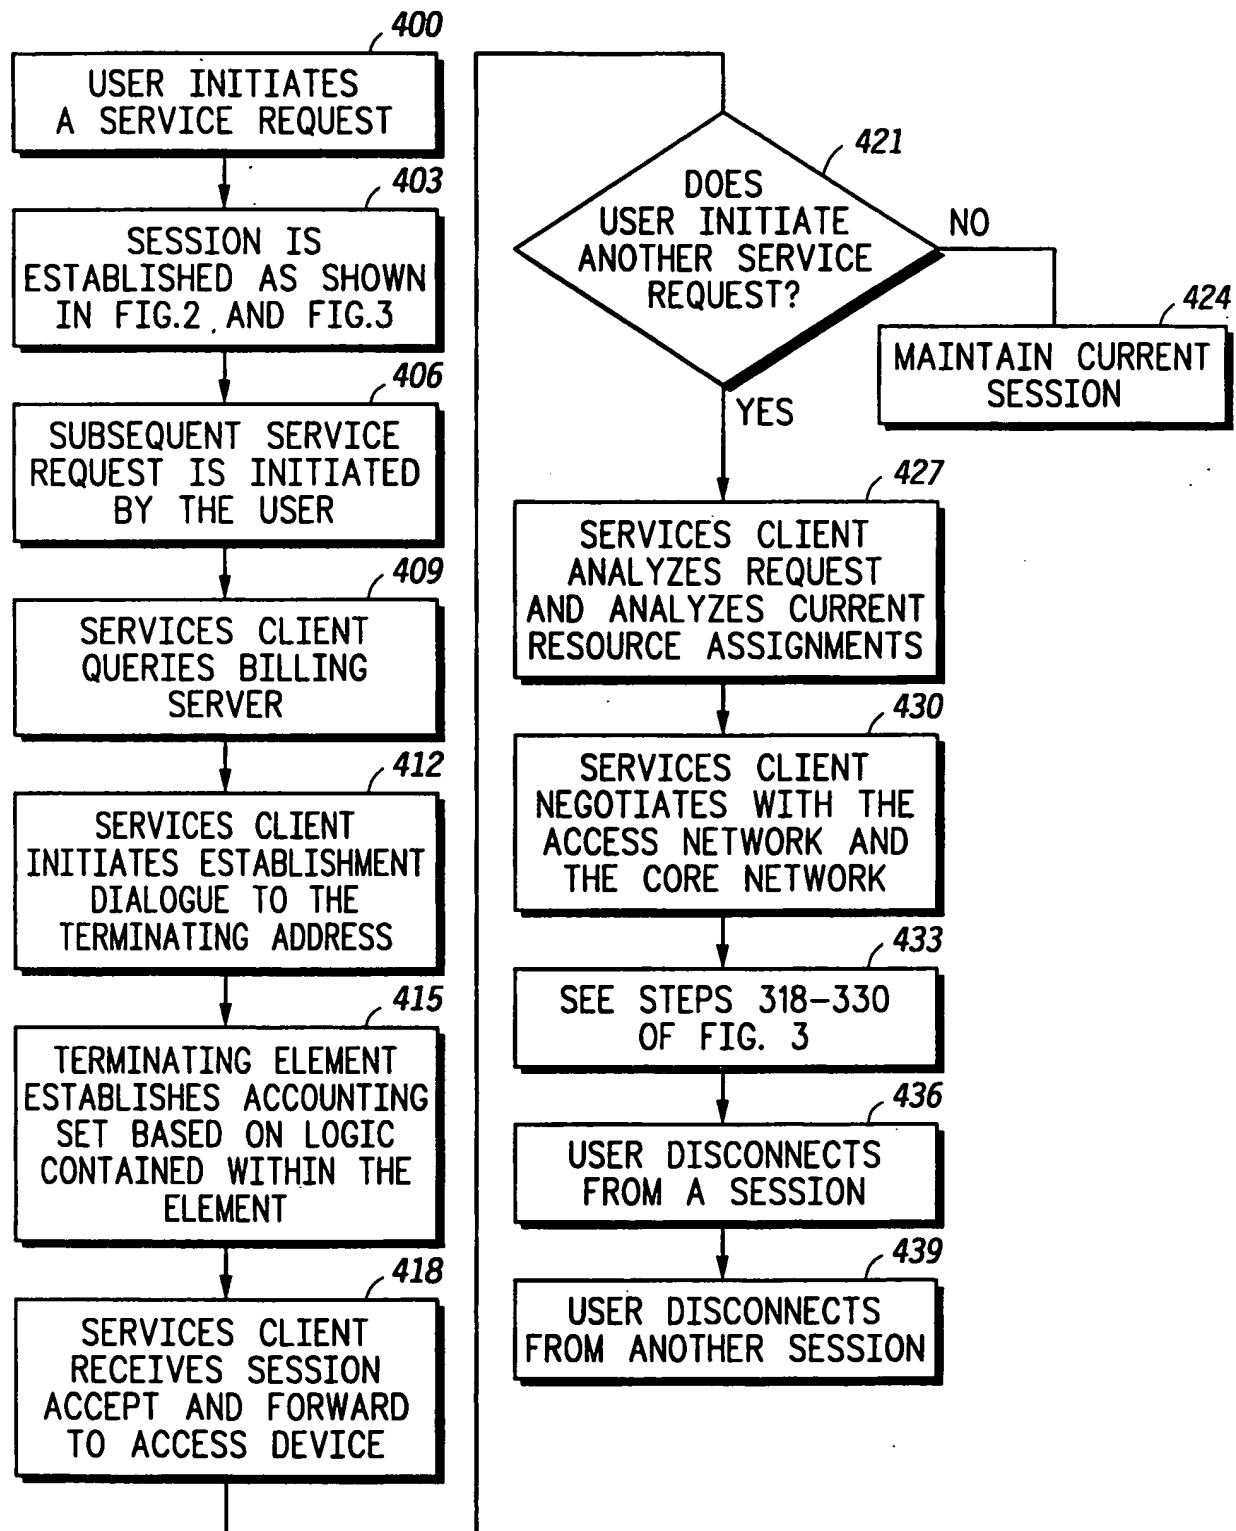 400
USER INITIATES
A SERVICE REQUEST
403
SESSION IS
ESTABLISHED AS SHOWN
IN FIG.2 AND FIG.3
406
SUBSEQUENT SERVICE
REQUEST IS INITIATED
BY THE USER
409
SERVICES CLIENT
QUERIES BILLING
SERVER
412
SERVICES CLIENT
INITIATES ESTABLISHMENT
DIALOGUE TO THE
TERMINATING ADDRESS
415
TERMINATING ELEMENT
ESTABLISHES ACCOUNTING
SET BASED ON LOGIC
CONTAINED WITHIN THE
ELEMENT
418
SERVICES CLIENT
RECEIVES SESSION
ACCEPT AND FORWARD
TO ACCESS DEVICE
421
DOES
USER INITIATE
ANOTHER SERVICE
REQUEST?
NO
424
MAINTAIN CURRENT
SESSION
YES
427
SERVICES CLIENT
ANALYZES REQUEST
AND ANALYZES CURRENT
RESOURCE ASSIGNMENTS
430
SERVICES CLIENT
NEGOTIATES WITH THE
ACCESS NETWORK AND
THE CORE NETWORK
433
SEE STEPS 318-330
OF FIG. 3
436
USER DISCONNECTS
FROM A SESSION
439
USER DISCONNECTS
FROM ANOTHER SESSION